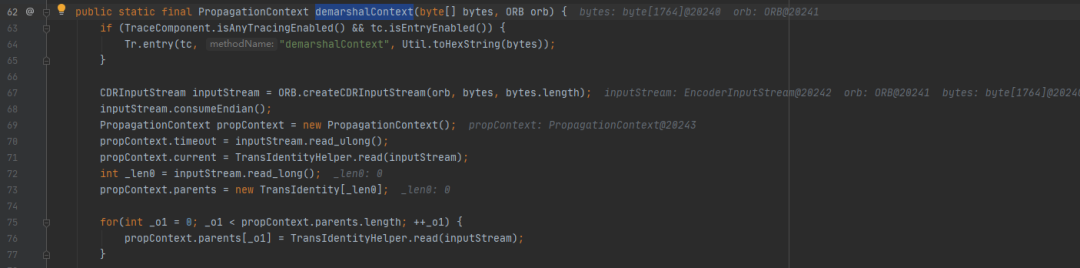 62 @ public static final PropagationContext demarshalContext(byte[] bytes, ORB orb) { bytes: byte[1764]@20240 orb: ORB@20241
63 if (TraceComponent.isAnyTracingEnabled() && tc.isEntryEnabled()) {
64 Tr.entry(tc, methodName: "demarshalContext", Util.toHexString(bytes));
65 }
66
67 CDRInputStream inputStream = ORB.createCDRInputStream(orb, bytes, bytes.length); inputStream: EncoderInputStream@20242 orb: ORB@20241 bytes: byte[1764]@20240
68 inputStream.consumeEndian();
69 PropagationContext propContext = new PropagationContext(); propContext: PropagationContext@20243
70 propContext.timeout = inputStream.read_ulong();
71 propContext.current = TransIdentityHelper.read(inputStream);
72 int _len0 = inputStream.read_long(); _len0: 0
73 propContext.parents = new TransIdentity[_len0]; _len0: 0
74
75 for(int _o1 = 0; _o1 < propContext.parents.length; ++_o1) {
76 propContext.parents[_o1] = TransIdentityHelper.read(inputStream);
77 }